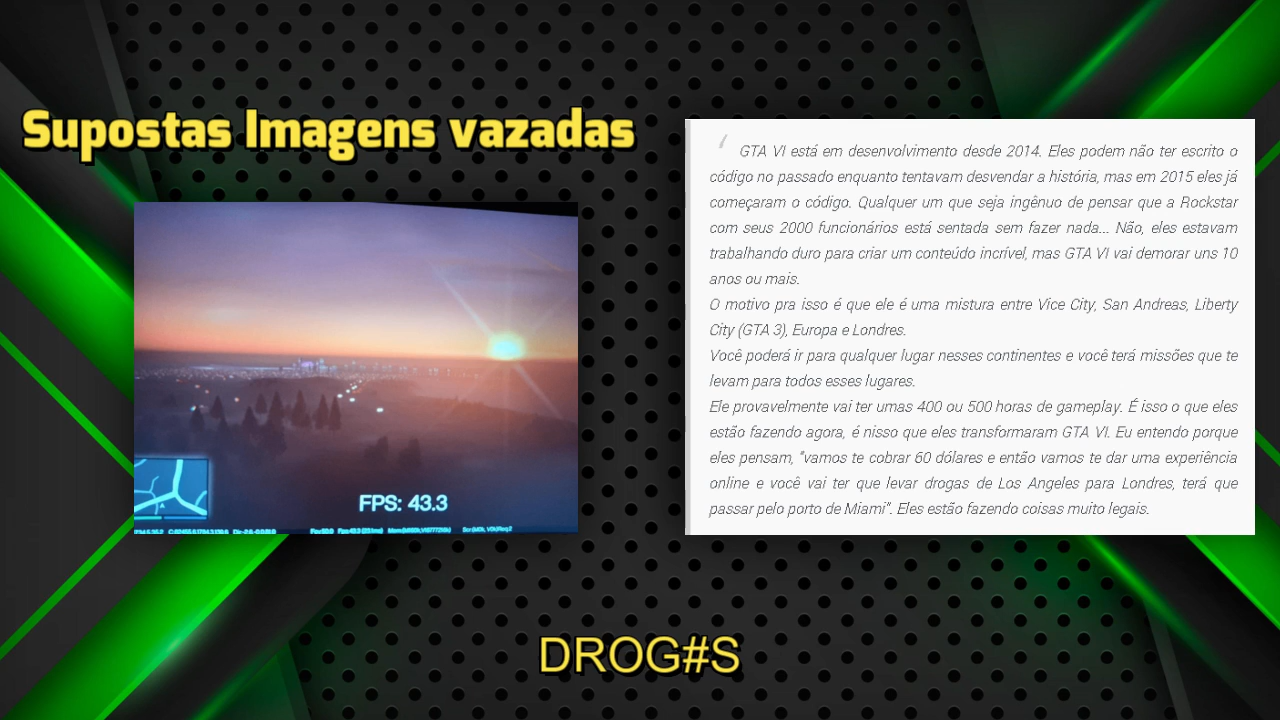 Supostas Imagens vazadas
GTA VI está em desenvolvimento desde 2014. Eles podem não ter escrito o
código no passado enquanto tentavam desvendar a história, mas em 2015 eles já
começaram o código. Qualquer um que seja ingênuo de pensar que a Rockstar
com seus 2000 funcionários está sentada sem fazer nada... Não, eles estavam
trabalhando duro para criar um conteúdo incrível, mas GTA VI vai demorar uns 10
anos ou mais.
O motivo pra isso é que ele é uma mistura entre Vice City, San Andreas, Liberty
City (GTA 3), Europa e Londres.
Você poderá ir para qualquer lugar nesses continentes e você terá missões que te
levam para todos esses lugares.
Ele provavelmente vai ter umas 400 ou 500 horas de gameplay. É isso o que eles
estão fazendo agora, é nisso que eles transformaram GTA VI. Eu entendo porque
eles pensam, "vamos te cobrar 60 dólares e então vamos te dar uma experiência
online e você vai ter que levar drogas de Los Angeles para Londres, terá que
passar pelo porto de Miami". Eles estão fazendo coisas muito legais.
FPS: 43.3
DROG#S